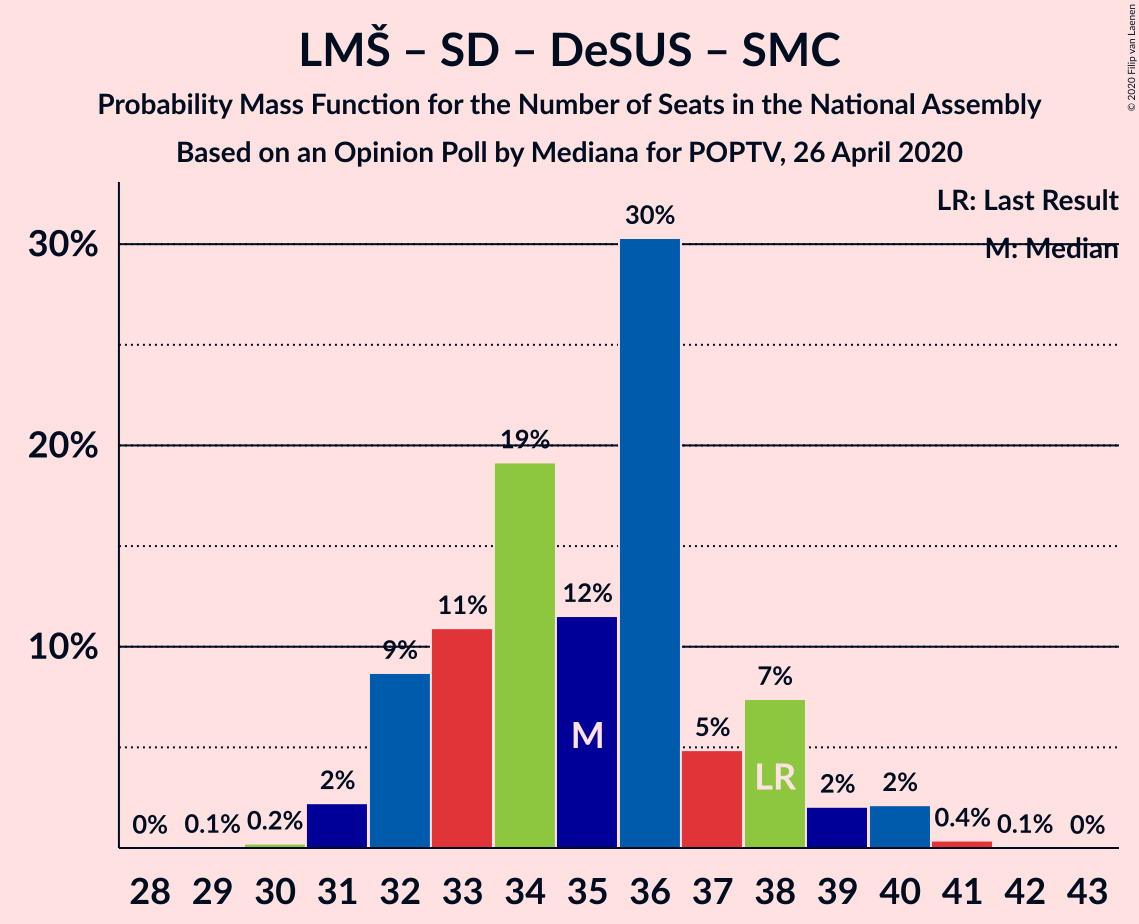 LMŠ – SD – DeSUS – SMC
Probability Mass Function for the Number of Seats in the National Assembly
Based on an Opinion Poll by Mediana for POPTV, 26 April 2020
© 2020 Filip van Laenen
LR: Last Result
M: Median
30%
20%
10%
0% 0.1% 0.2% 2% 9% 11% 19% 12% 30% 5% 7% 2% 2% 0.4% 0.1% 0%
M
LR
28 29 30 31 32 33 34 35 36 37 38 39 40 41 42 43